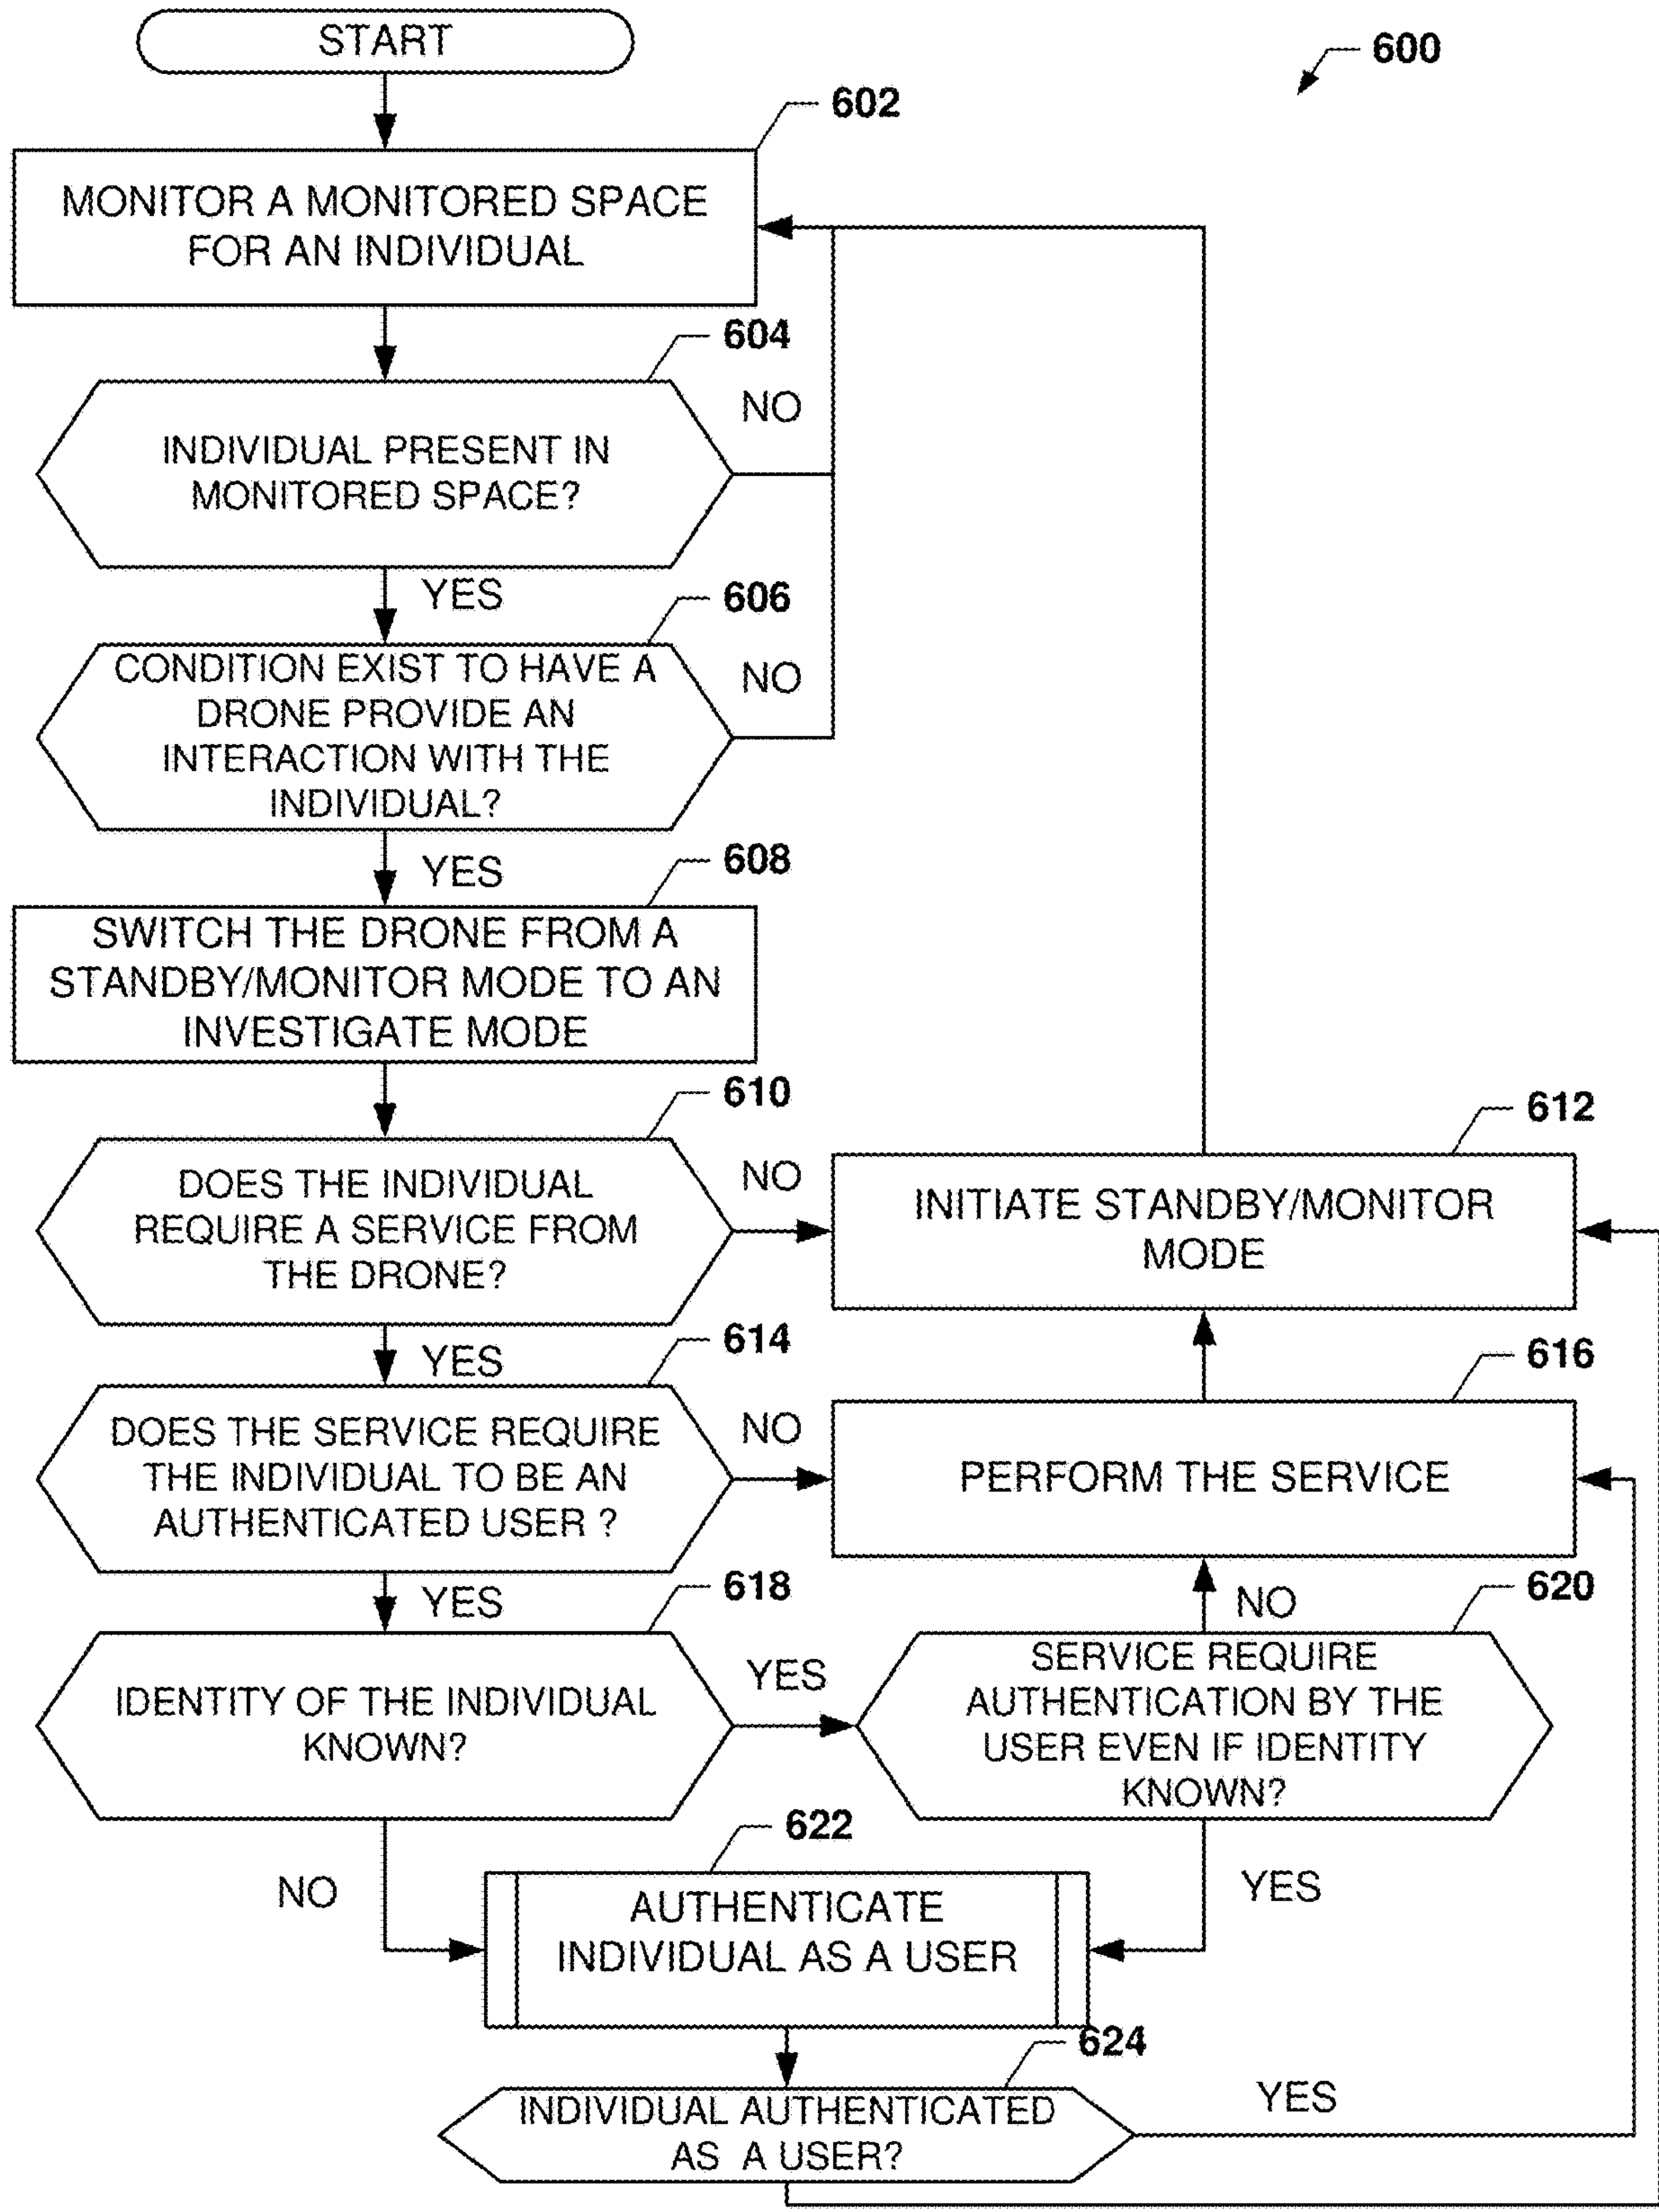 START
600
602
MONITOR A MONITORED SPACE
FOR AN INDIVIDUAL
604
NO
INDIVIDUAL PRESENT IN
MONITORED SPACE?
YES
606
CONDITION EXIST TO HAVE A
DRONE PROVIDE AN
INTERACTION WITH THE
INDIVIDUAL?
NO
YES
608
SWITCH THE DRONE FROM A
STANDBY/MONITOR MODE TO AN
INVESTIGATE MODE
610
DOES THE INDIVIDUAL
REQUIRE A SERVICE FROM
THE DRONE?
NO
612
INITIATE STANDBY/MONITOR
MODE
YES
614
DOES THE SERVICE REQUIRE
THE INDIVIDUAL TO BE AN
AUTHENTICATED USER ?
NO
616
PERFORM THE SERVICE
YES
618
IDENTITY OF THE INDIVIDUAL
KNOWN?
YES
NO
620
SERVICE REQUIRE
AUTHENTICATION BY THE
USER EVEN IF IDENTITY
KNOWN?
NO
622
AUTHENTICATE
INDIVIDUAL AS A USER
YES
624
INDIVIDUAL AUTHENTICATED
AS A USER?
YES